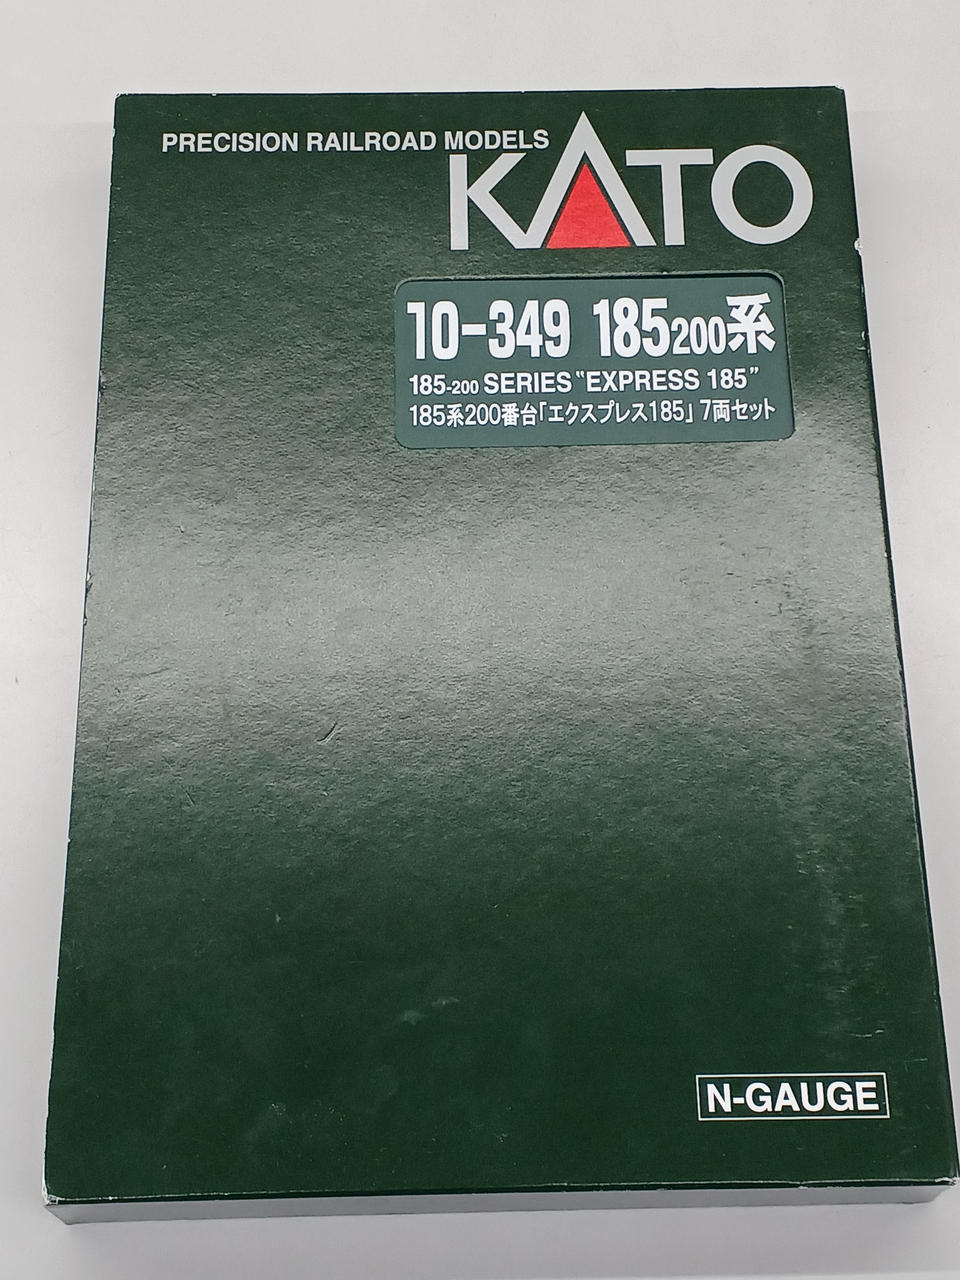 PRECISION RAILROAD MODELS
KATO
10-349 185200系
185-200 SERIES "EXPRESS 185"
185系200番台「エクスプレス185」7両セット
N-GAUGE